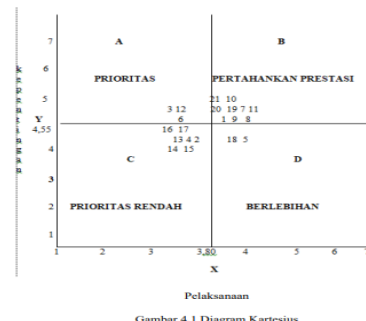 7
A
B
6
PRIORITAS
PERTAHANKAN PRESTASI
5
21 10
3 12
20 19 7 11
6
1 9 8
Kepentingan
Y
4,55
16 17
13 4 2
18 5
4
14 15
C
D
3
2
PRIORITAS RENDAH
BERLEBIHAN
1
1 2 3 3,80 4 5 6
X
Pelaksanaan
Gambar 4.1 Diagram Kartesius